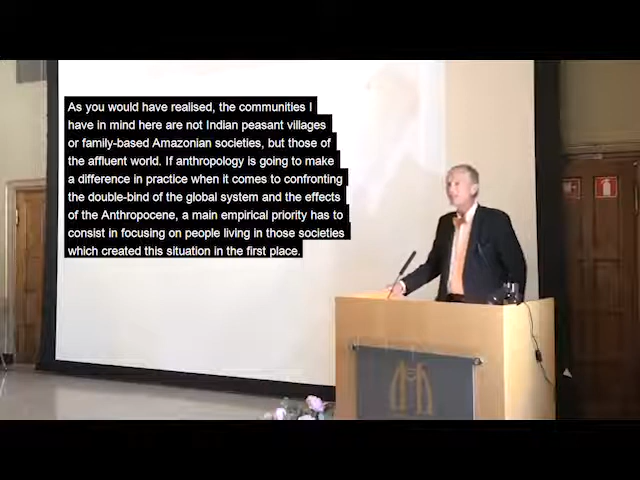 As you would have realised, the communities I
have in mind here are not Indian peasant villages
or family-based Amazonian societies, but those of
the affluent world. If anthropology is going to make
a difference in practice when it comes to confronting
the double-bind of the global system and the effects
of the Anthropocene, a main empirical priority has to
consist in focusing on people living in those societies
which created this situation in the first place.